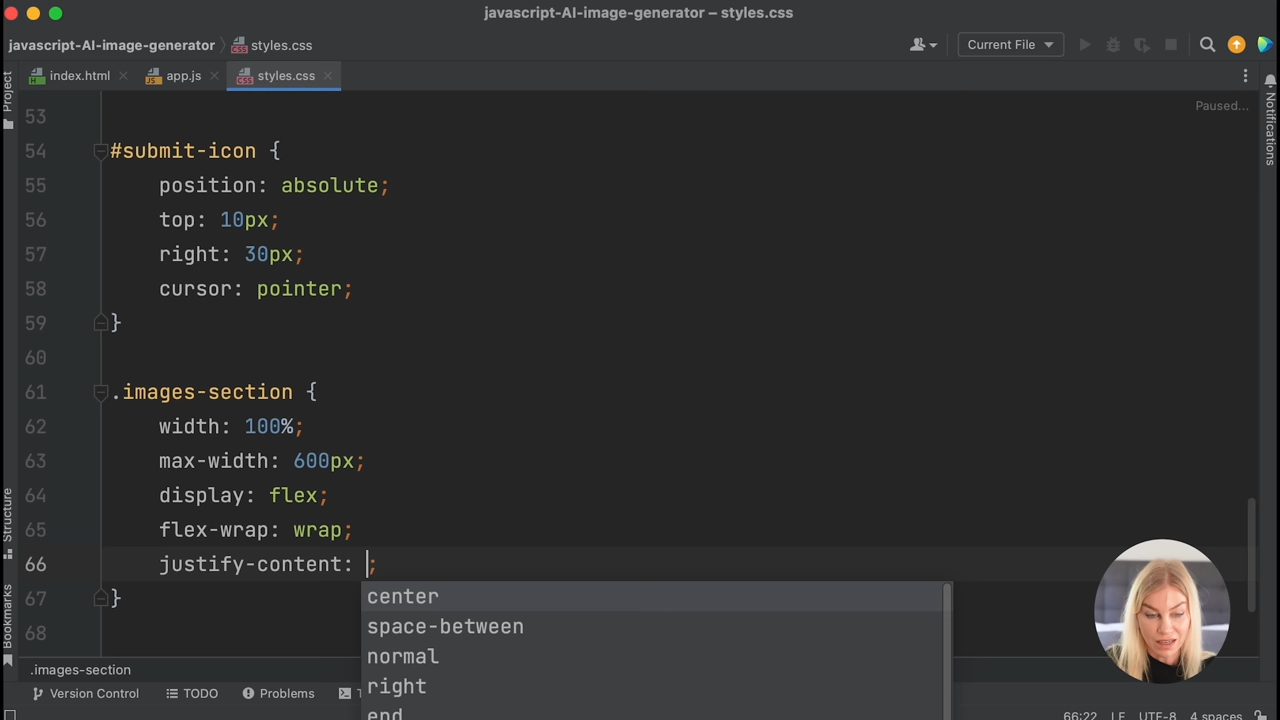 javascript-AI-image-generator – styles.css
javascript-AI-image-generator styles.css
Current File
index.html app.js styles.css
Project
Notifications
Paused...
53
54 #submit-icon {
55 position: absolute;
56 top: 10px;
57 right: 30px;
58 cursor: pointer;
59 }
60
61 .images-section {
62 width: 100%;
63 max-width: 600px;
64 display: flex;
65 flex-wrap: wrap;
66 justify-content: ;
67 }
68
center
space-between
normal
right
end
Structure
Bookmarks
.images-section
Version Control TODO Problems T
66:22 LF UTF-8 4 spaces